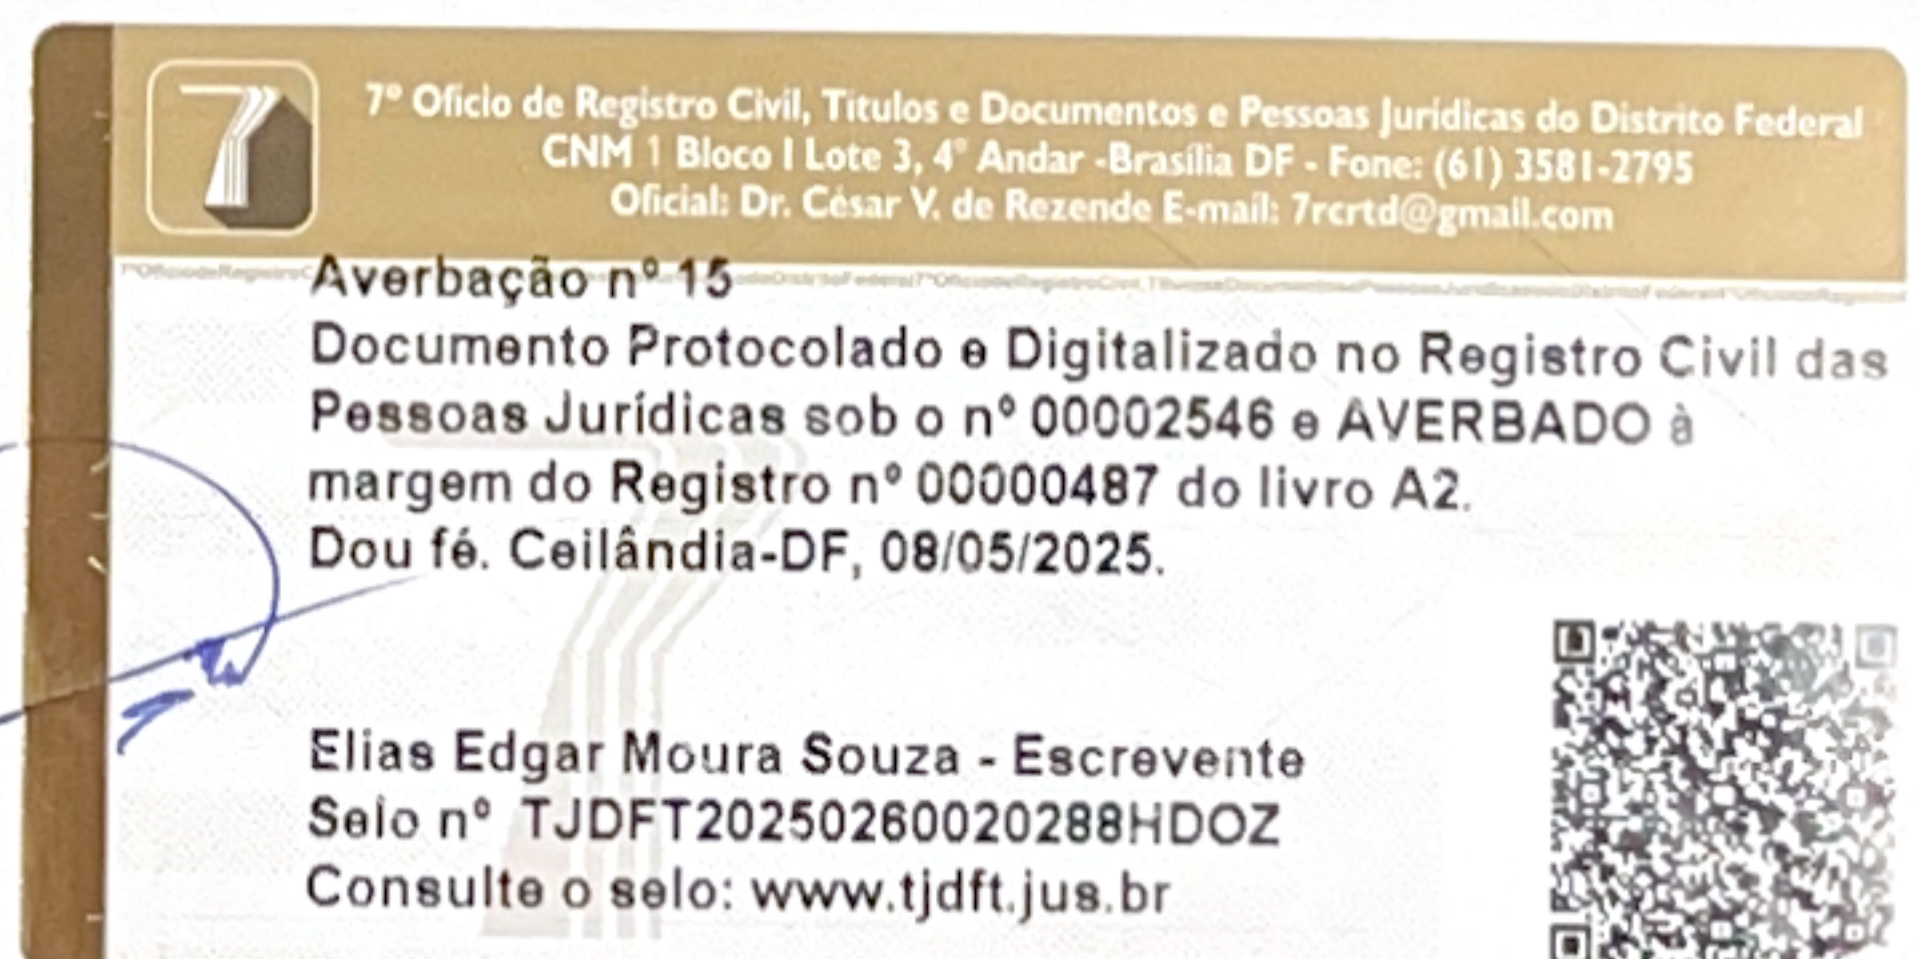 7º Ofício de Registro Civil, Títulos e Documentos e Pessoas Jurídicas do Distrito Federal
CNM 1 Bloco I Lote 3, 4º Andar -Brasília DF - Fone: (61) 3581-2795
Oficial: Dr. César V. de Rezende E-mail: 7rcrtd@gmail.com
Averbação nº 15
Documento Protocolado e Digitalizado no Registro Civil das
Pessoas Jurídicas sob o nº 00002546 e AVERBADO à
margem do Registro nº 00000487 do livro A2.
Dou fé. Ceilândia-DF, 08/05/2025.
Elias Edgar Moura Souza - Escrevente
Selo nº TJDFT20250260020288HDOZ
Consulte o selo: www.tjdft.jus.br